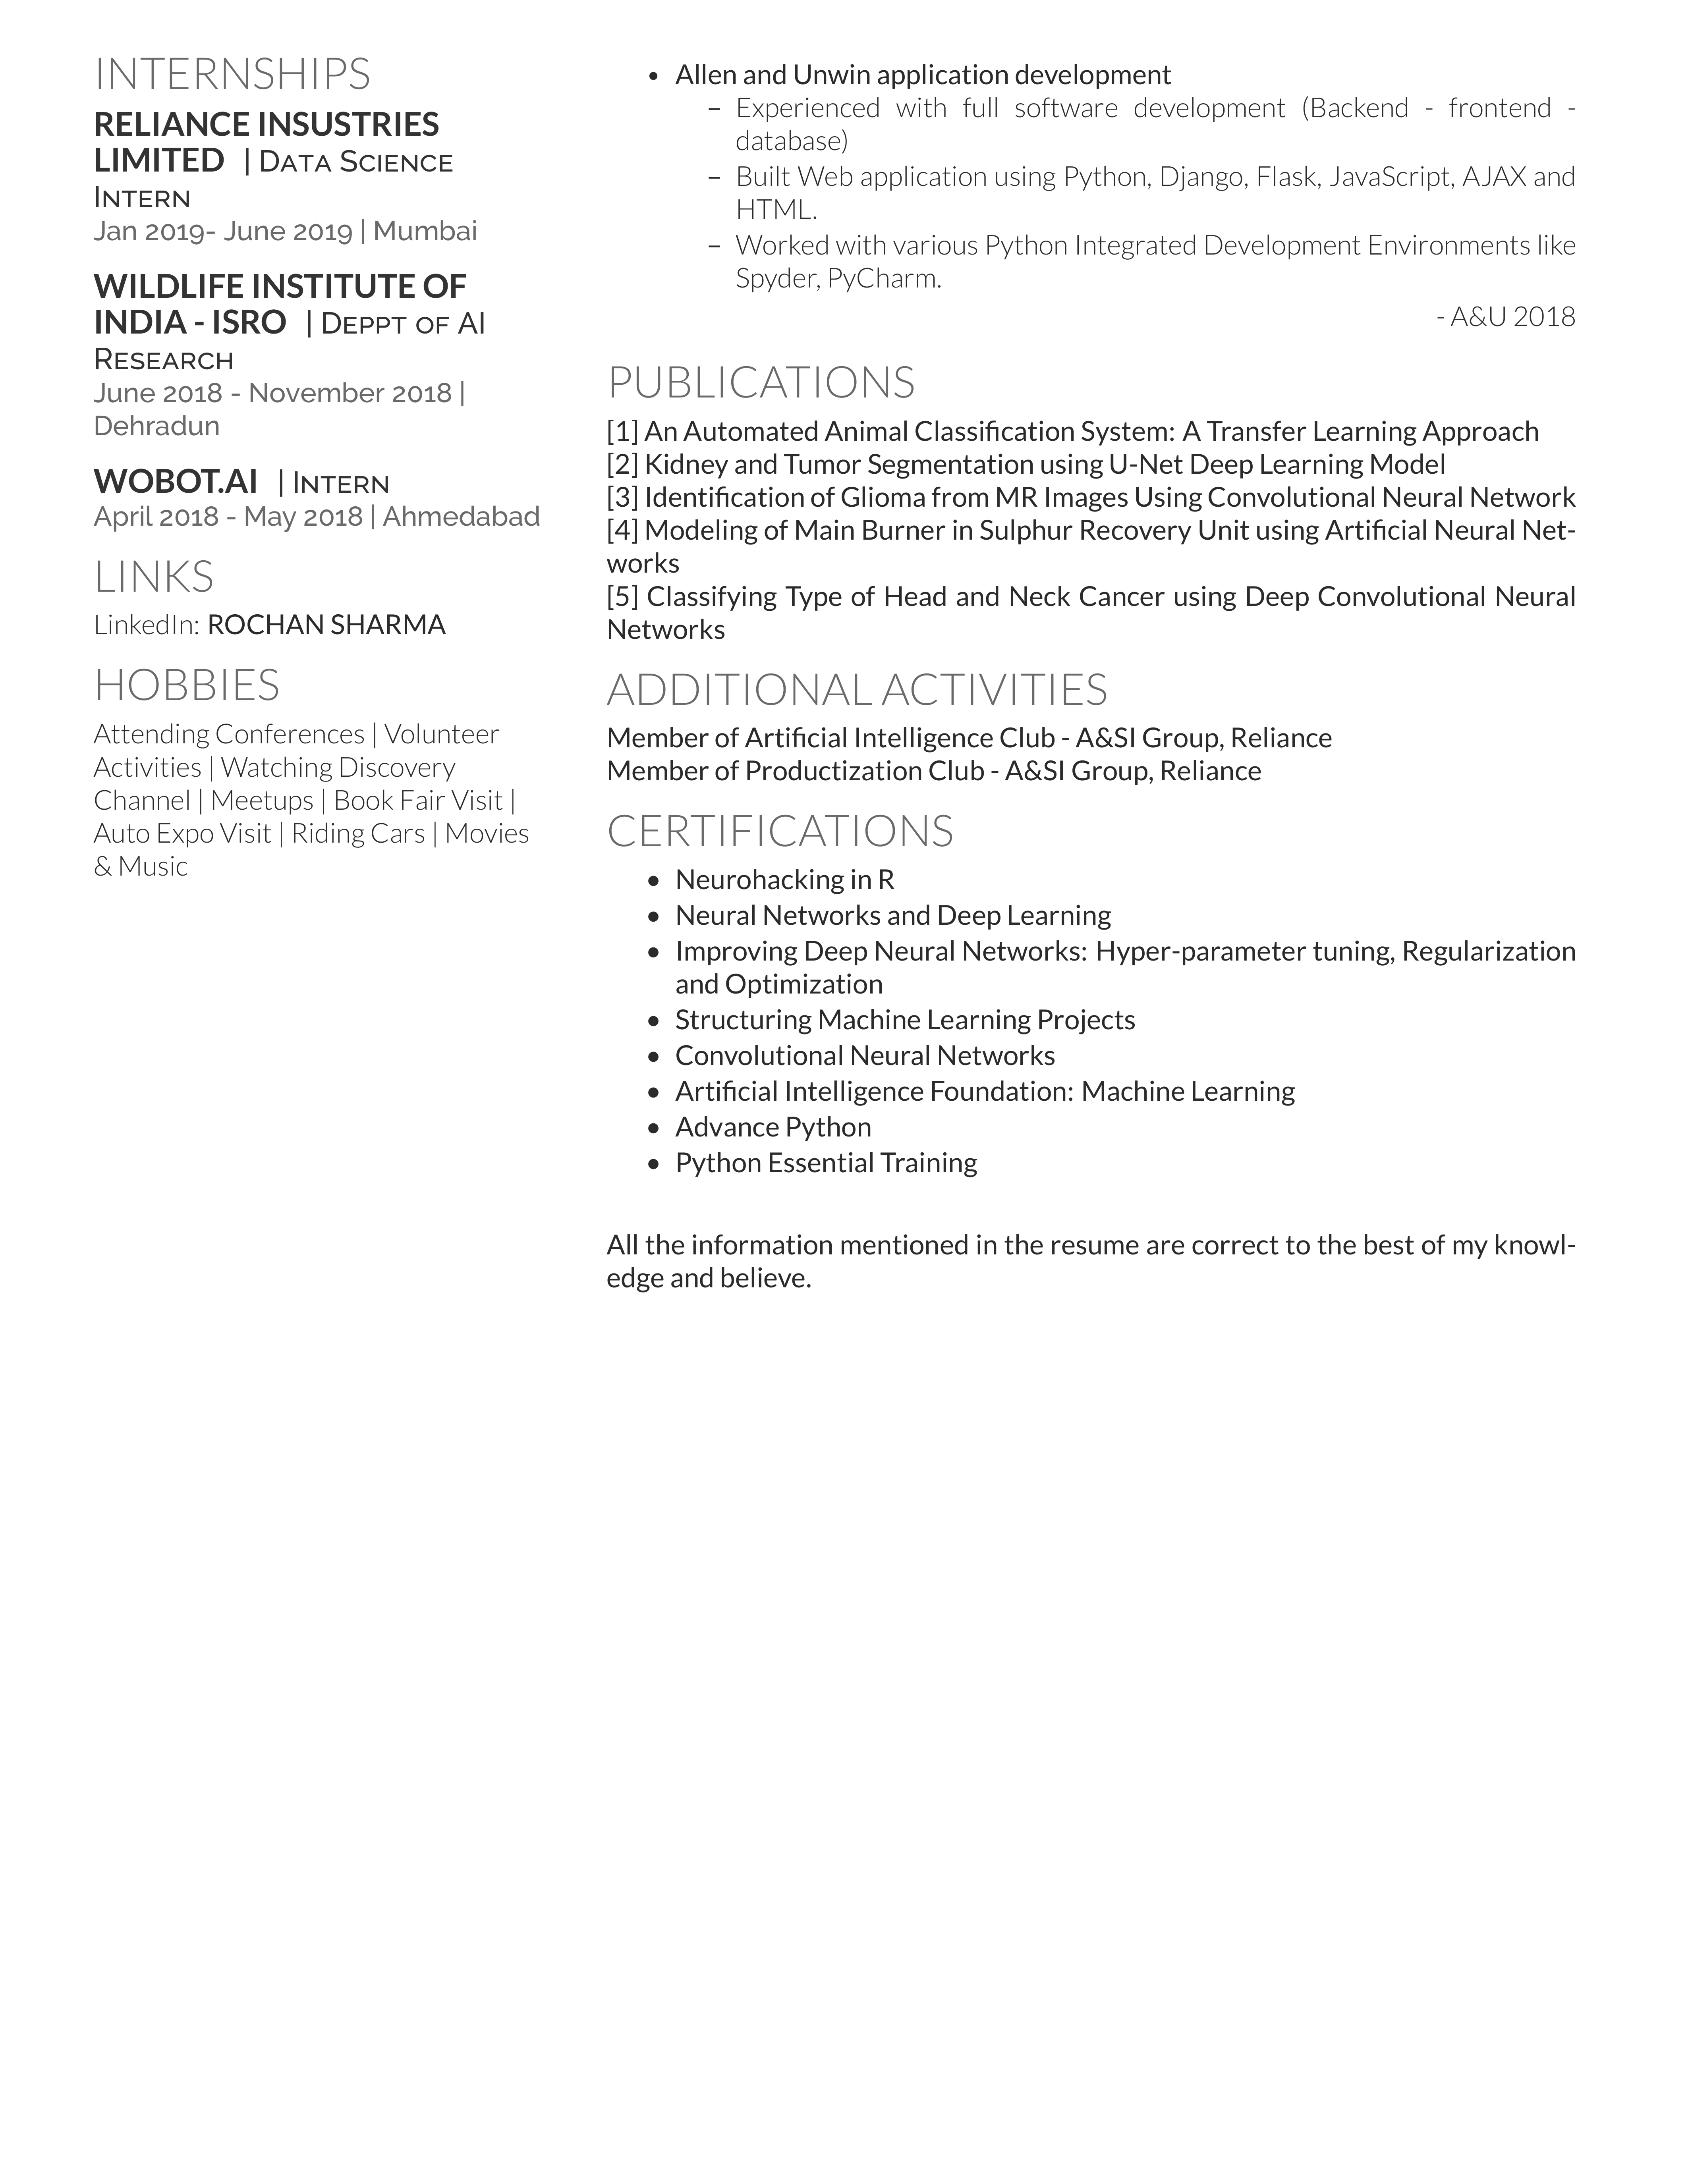 INTERNSHIPS
RELIANCE INSUSTRIES
LIMITED | DATA SCIENCE
INTERN
Jan 2019- June 2019 | Mumbai
WILDLIFE INSTITUTE OF
INDIA - ISRO | DEPPT OF AI
RESEARCH
June 2018 - November 2018 |
Dehradun
WOBOT.AI | INTERN
April 2018 - May 2018 | Ahmedabad
LINKS
LinkedIn: ROCHAN SHARMA
HOBBIES
Attending Conferences | Volunteer
Activities | Watching Discovery
Channel | Meetups | Book Fair Visit |
Auto Expo Visit | Riding Cars | Movies
& Music
• Allen and Unwin application development
– Experienced with full software development (Backend - frontend -
database)
– Built Web application using Python, Django, Flask, JavaScript, AJAX and
HTML.
– Worked with various Python Integrated Development Environments like
Spyder, PyCharm.
- A&U 2018
PUBLICATIONS
[1] An Automated Animal Classification System: A Transfer Learning Approach
[2] Kidney and Tumor Segmentation using U-Net Deep Learning Model
[3] Identification of Glioma from MR Images Using Convolutional Neural Network
[4] Modeling of Main Burner in Sulphur Recovery Unit using Artificial Neural Net-
works
[5] Classifying Type of Head and Neck Cancer using Deep Convolutional Neural
Networks
ADDITIONAL ACTIVITIES
Member of Artificial Intelligence Club - A&SI Group, Reliance
Member of Productization Club - A&SI Group, Reliance
CERTIFICATIONS
• Neurohacking in R
• Neural Networks and Deep Learning
• Improving Deep Neural Networks: Hyper-parameter tuning, Regularization
and Optimization
• Structuring Machine Learning Projects
• Convolutional Neural Networks
• Artificial Intelligence Foundation: Machine Learning
• Advance Python
• Python Essential Training
All the information mentioned in the resume are correct to the best of my knowl-
edge and believe.